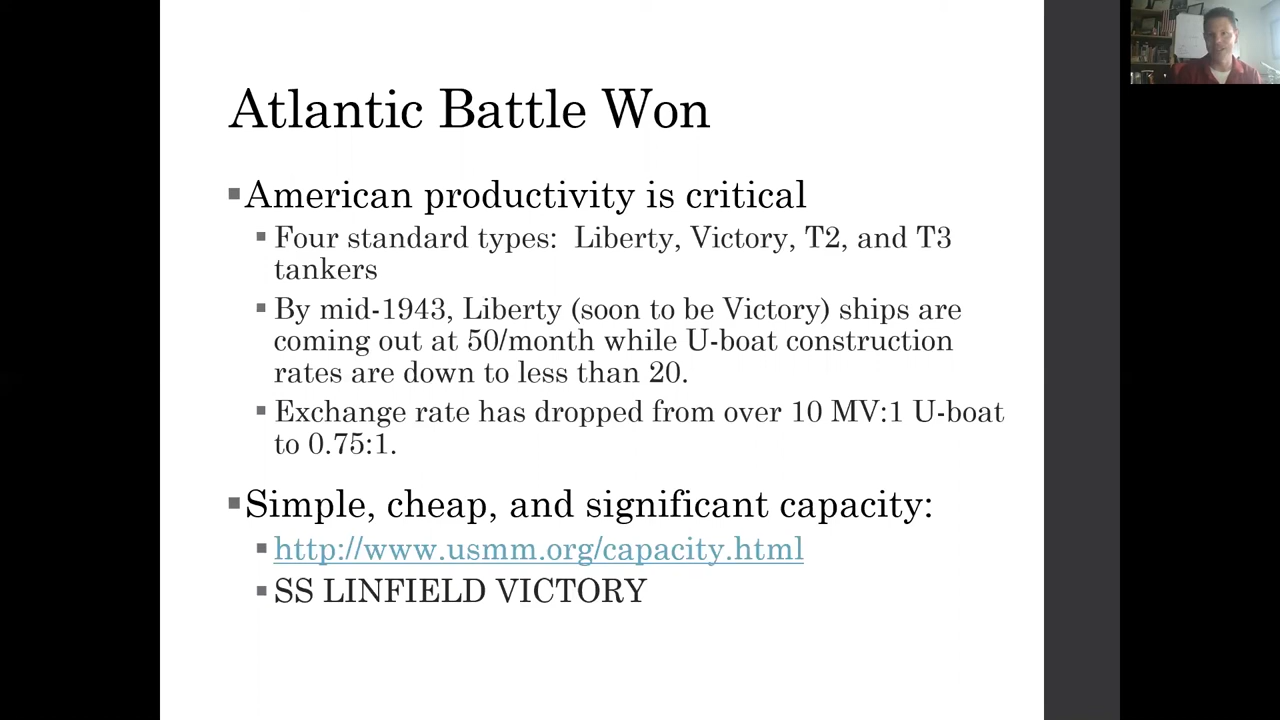 Atlantic Battle Won
▪American productivity is critical
▪Four standard types:  Liberty, Victory, T2, and T3
tankers
▪By mid-1943, Liberty (soon to be Victory) ships are
coming out at 50/month while U-boat construction
rates are down to less than 20.
▪Exchange rate has dropped from over 10 MV:1 U-boat
to 0.75:1.
▪Simple, cheap, and significant capacity:
▪http://www.usmm.org/capacity.html
▪SS LINFIELD VICTORY